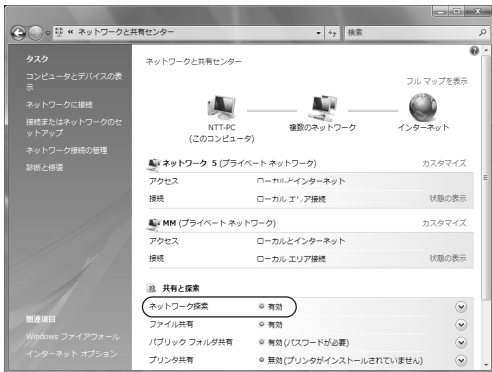 « ネットワークと共有センター
検索
タスク
コンピュータとデバイスの表
示
ネットワークに接続
接続またはネットワークのセ
ットアップ
ネットワーク接続の管理
診断と修復
ネットワークと共有センター
フル マップを表示
NTT-PC
(このコンピュータ)
複数のネットワーク
インターネット
ネットワーク 5 (プライベート ネットワーク)
カスタマイズ
アクセス
ローカルとインターネット
接続
ローカル エリア接続
状態の表示
MM (プライベート ネットワーク)
カスタマイズ
アクセス
ローカルとインターネット
接続
ローカル エリア接続
状態の表示
共有と探索
ネットワーク探索
有効
ファイル共有
有効
パブリック フォルダ共有
有効 (パスワードが必要)
プリンタ共有
無効 (プリンタがインストールされていません)
関連項目
Windows ファイアウォール
インターネット オプション